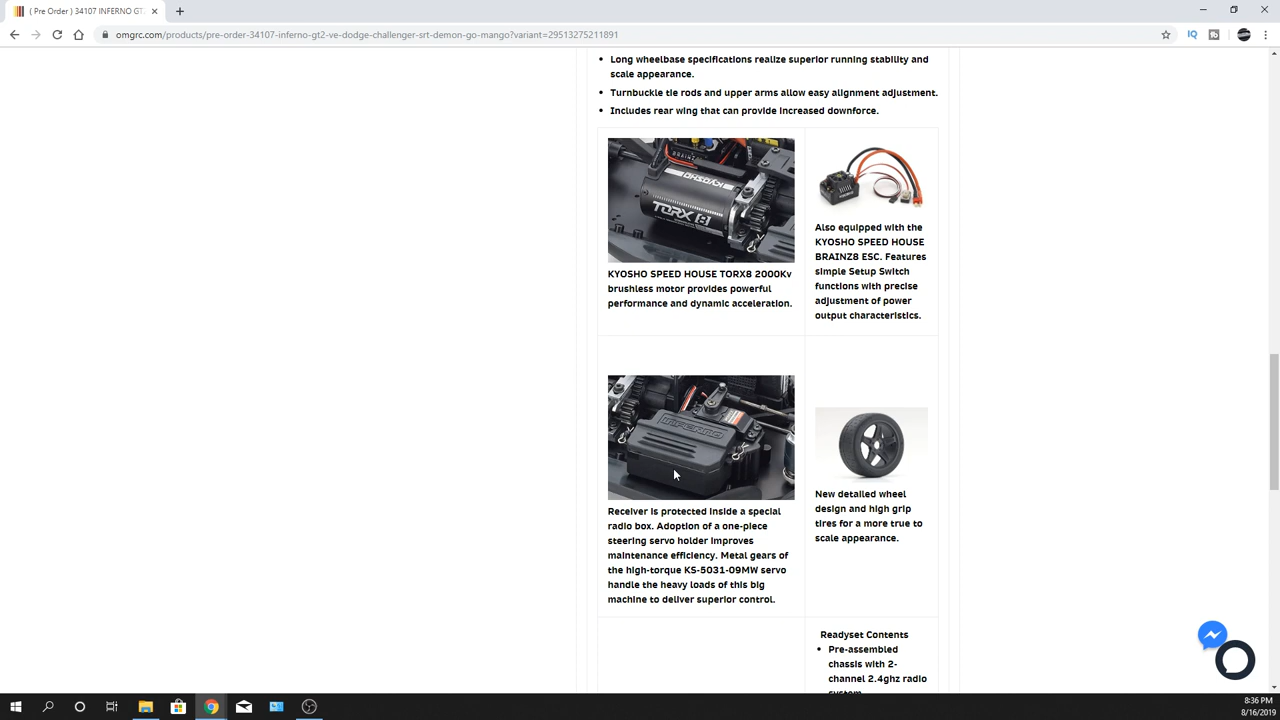 ( Pre Order ) 34107 INFERNO GT
omgrc.com/products/pre-order-34107-inferno-gt2-ve-dodge-challenger-srt-demon-go-mango?variant=29513275211891
IQ
Long wheelbase specifications realize superior running stability and
scale appearance.
Turnbuckle tie rods and upper arms allow easy alignment adjustment.
Includes rear wing that can provide increased downforce.
BRAINZ
KYOSHO
TORX 8
KYOSHO SPEED HOUSE TORX8 2000Kv
brushless motor provides powerful
performance and dynamic acceleration.
Also equipped with the
KYOSHO SPEED HOUSE
BRAINZ8 ESC. Features
simple Setup Switch
functions with precise
adjustment of power
output characteristics.
INFERNO
Receiver is protected inside a special
radio box. Adoption of a one-piece
steering servo holder improves
maintenance efficiency. Metal gears of
the high-torque KS-5031-09MW servo
handle the heavy loads of this big
machine to deliver superior control.
New detailed wheel
design and high grip
tires for a more true to
scale appearance.
Readyset Contents
Pre-assembled
chassis with 2-
channel 2.4ghz radio
system
8:36 PM
8/16/2019